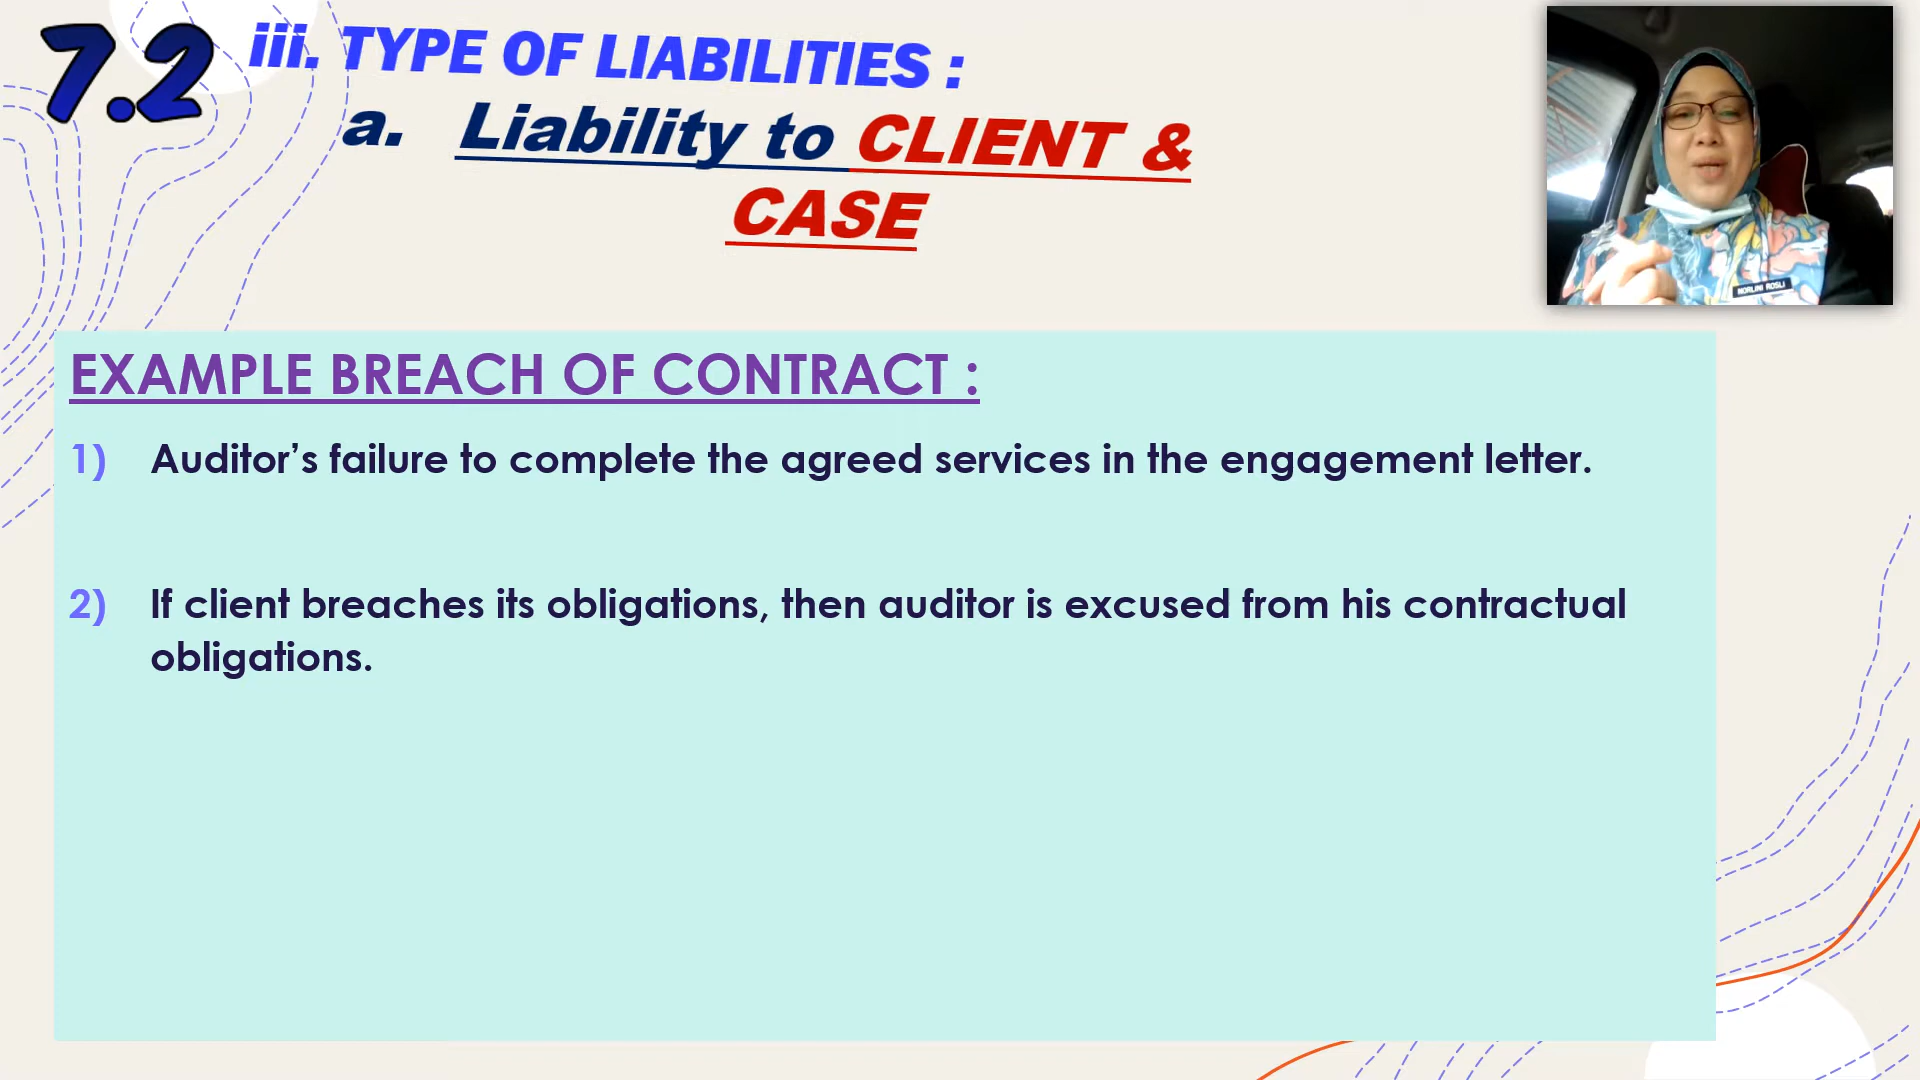 7.2 iii. TYPE OF LIABILITIES :
a. Liability to CLIENT &
CASE
NORLINI ROSLI
EXAMPLE BREACH OF CONTRACT :
1) Auditor’s failure to complete the agreed services in the engagement letter.
2) If client breaches its obligations, then auditor is excused from his contractual
obligations.